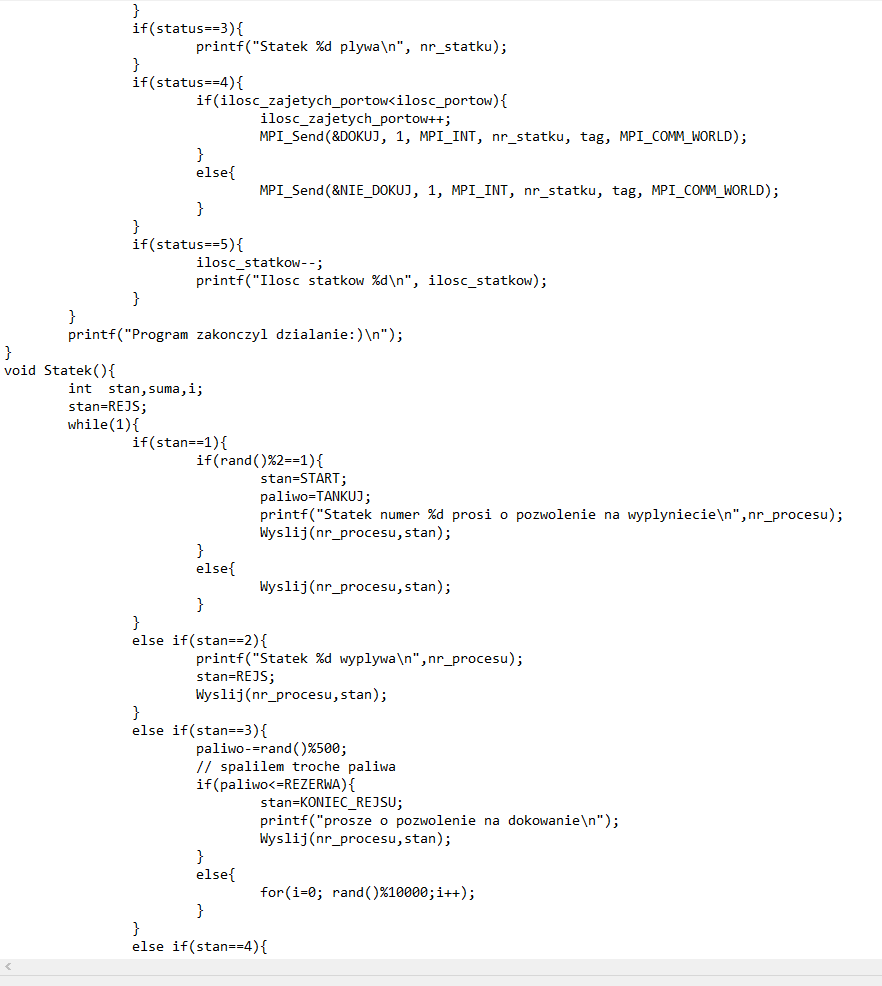 }
if(status==3){
printf("Statek %d plywa\n", nr_statku);
}
if(status==4){
if(ilosc_zajetych_portow<ilosc_portow){
ilosc_zajetych_portow++;
MPI_Send(&DOKUJ, 1, MPI_INT, nr_statku, tag, MPI_COMM_WORLD);
}
else{
MPI_Send(&NIE_DOKUJ, 1, MPI_INT, nr_statku, tag, MPI_COMM_WORLD);
}
}
if(status==5){
ilosc_statkow--;
printf("Ilosc statkow %d\n", ilosc_statkow);
}
}
printf("Program zakonczyl dzialanie:)\n");
}
void Statek(){
int  stan,suma,i;
stan=REJS;
while(1){
if(stan==1){
if(rand()%2==1){
stan=START;
paliwo=TANKUJ;
printf("Statek numer %d prosi o pozwolenie na wyplyniecie\n",nr_procesu);
Wyslij(nr_procesu,stan);
}
else{
Wyslij(nr_procesu,stan);
}
}
else if(stan==2){
printf("Statek %d wyplywa\n",nr_procesu);
stan=REJS;
Wyslij(nr_procesu,stan);
}
else if(stan==3){
paliwo-=rand()%500;
// spalilem troche paliwa
if(paliwo<=REZERWA){
stan=KONIEC_REJSU;
printf("prosze o pozwolenie na dokowanie\n");
Wyslij(nr_procesu,stan);
}
else{
for(i=0; rand()%10000;i++);
}
}
else if(stan==4){